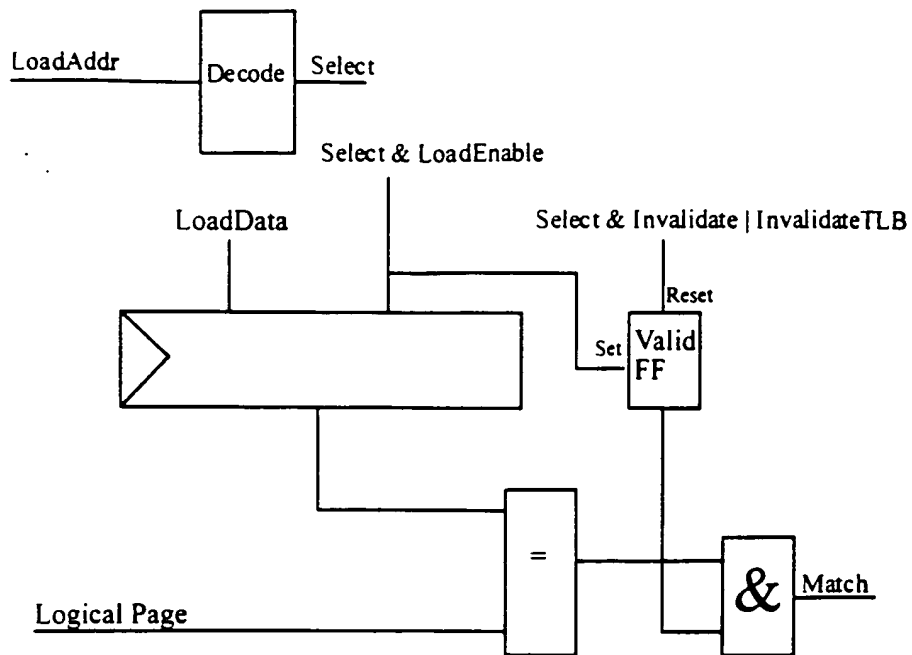 LoadAddr
Decode
Select
Select & LoadEnable
LoadData
Select & Invalidate | InvalidateTLB
Reset
Set
Valid
FF
=
&
Match
Logical Page